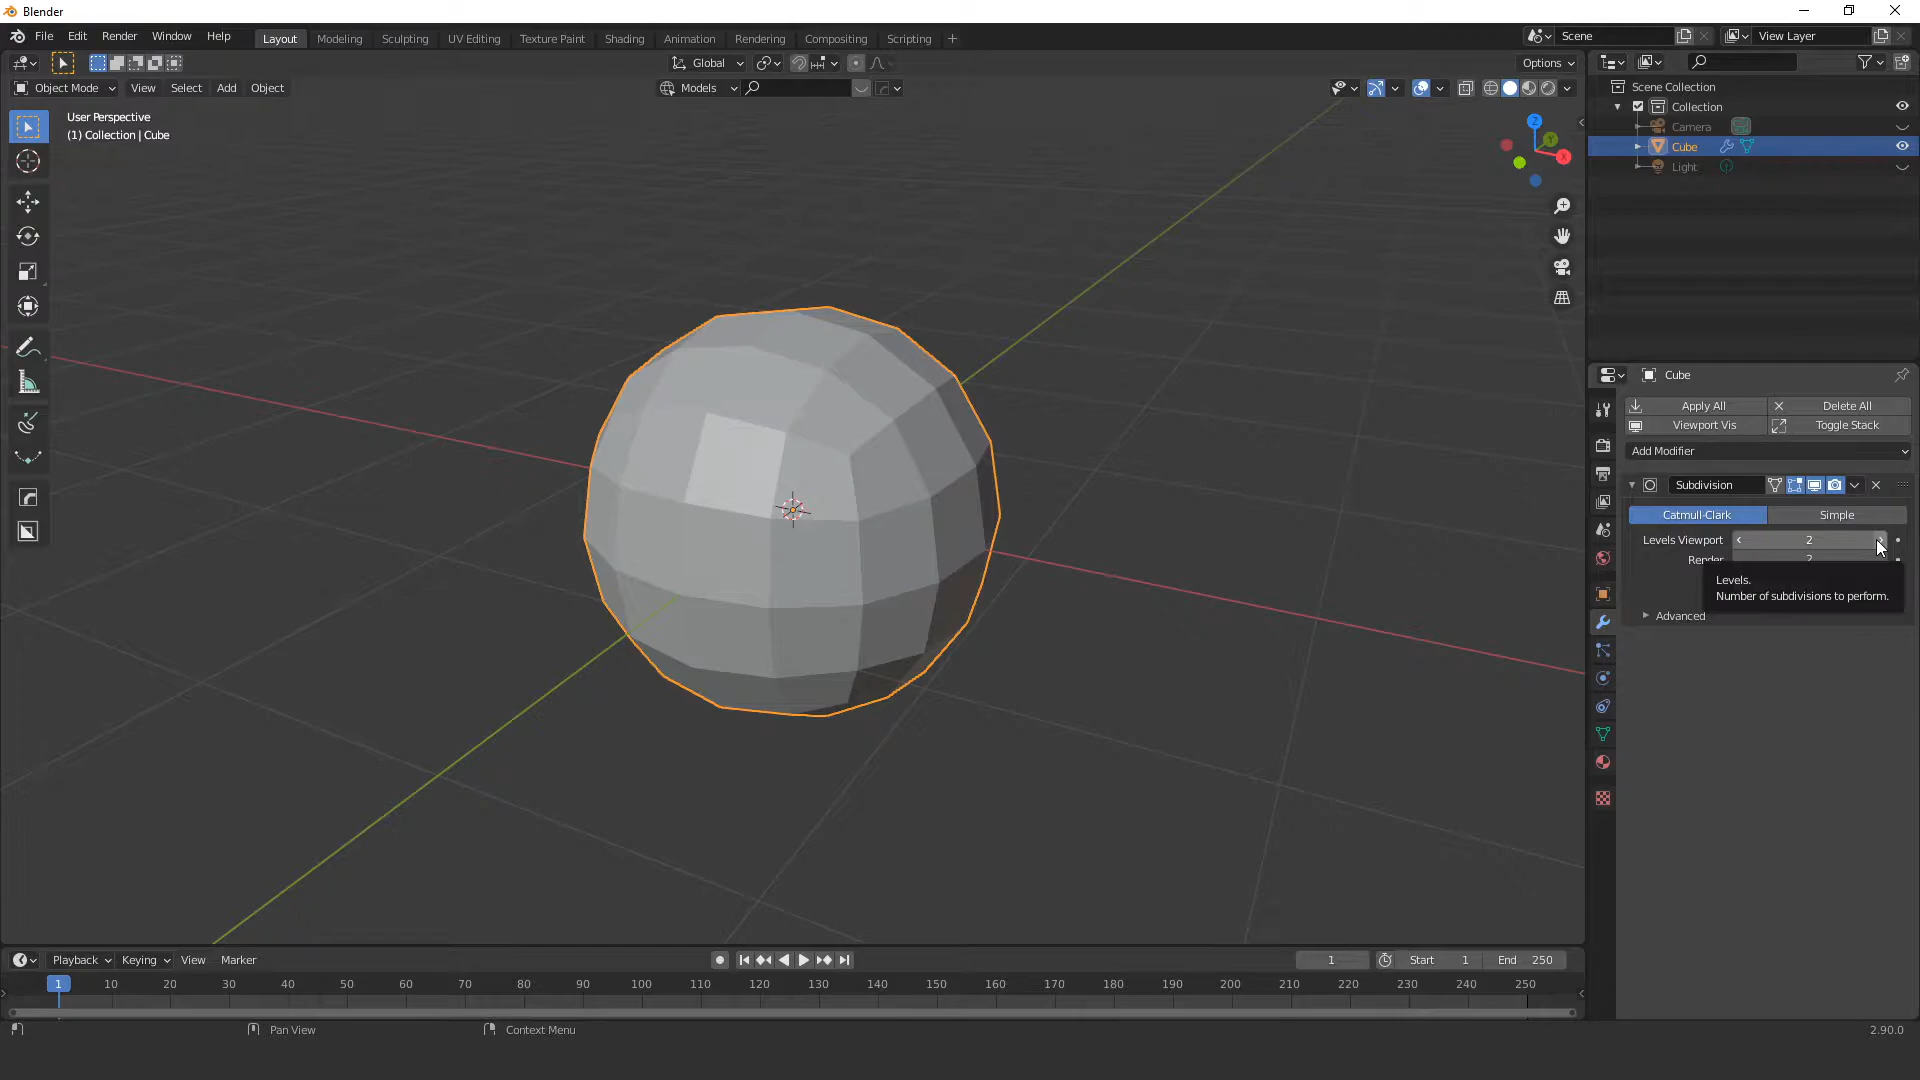 Blender
File Edit Render Window Help Layout Modeling Sculpting UV Editing Texture Paint Shading Animation Rendering Compositing Scripting + Scene View Layer
Global Options
Object Mode View Select Add Object Models
User Perspective
(1) Collection | Cube
Z
Y
X
Scene Collection
Collection
Camera
Cube
Light
Cube
Apply All Delete All
Viewport Vis Toggle Stack
Add Modifier
Subdivision
Catmull-Clark Simple
Levels Viewport 2
Render 2
Levels.
Number of subdivisions to perform.
Advanced
Playback Keying View Marker 1 Start 1 End 250
1 10 20 30 40 50 60 70 80 90 100 110 120 130 140 150 160 170 180 190 200 210 220 230 240 250
Pan View Context Menu 2.90.0